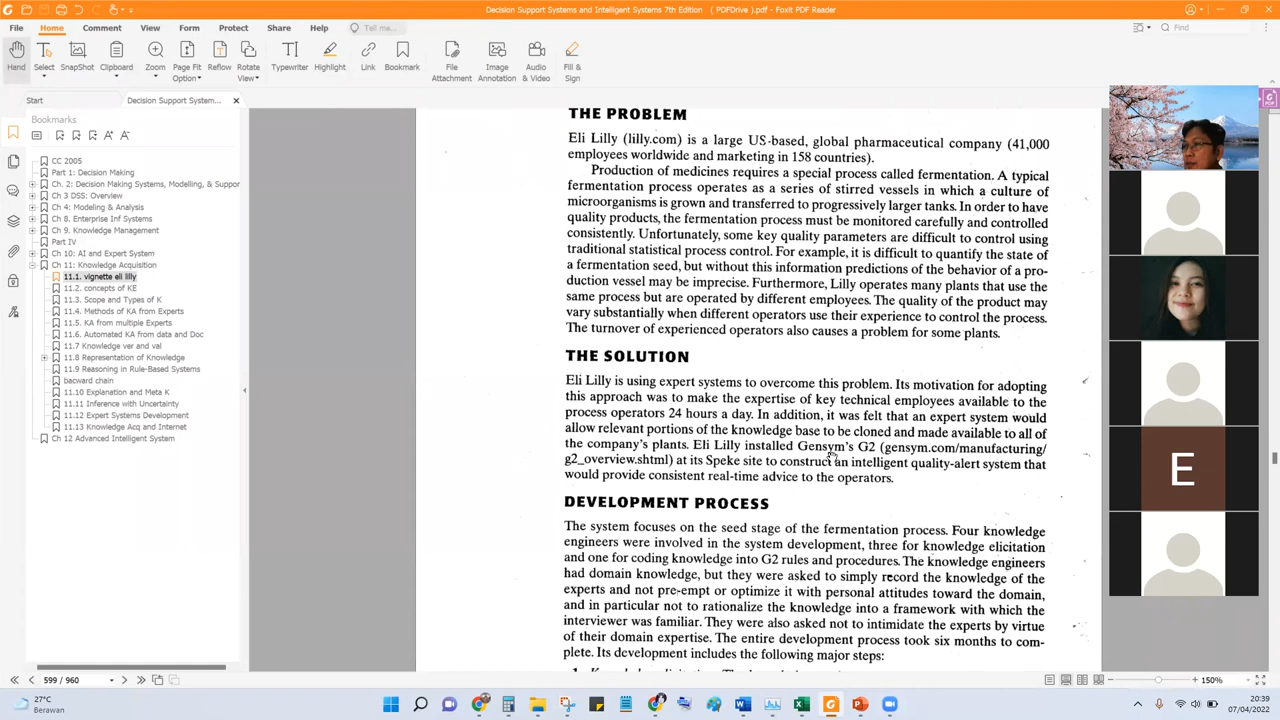 Decision Support Systems and Intelligent Systems 7th Edition ( PDFDrive ).pdf - Foxit PDF Reader
File Home Comment View Form Protect Share Help Tell me... Find
Hand Select SnapShot Clipboard Zoom Page Fit Option Reflow Rotate View Typewriter Highlight Link Bookmark File Attachment Image Annotation Audio & Video Fill & Sign
Start Decision Support System...
Bookmarks
CC 2005
Part 1: Decision Making
Ch. 2: Decision Making Systems, Modelling, & Suppor
Ch 3 DSS: Overview
Ch 4: Modeling & Analysis
Ch 8. Enterprise Inf Systems
Ch 9. Knowledge Management
Part IV
Ch 10: AI and Expert System
Ch 11: Knowledge Acquisition
11.1. vignette eli lilly
11.2. concepts of KE
11.3. Scope and Types of K
11.4. Methods of KA from Experts
11.5. KA from multiple Experts
11.6. Automated KA from data and Doc
11.7 Knowledge ver and val
11.8 Representation of Knowledge
11.9 Reasoning in Rule-Based Systems
bacward chain
11.10 Explanation and Meta K
11.11 Inference with Uncertainty
11.12 Expert Systems Development
11.13 Knowledge Acq and Internet
Ch 12 Advanced Intelligent System
THE PROBLEM
Eli Lilly (lilly.com) is a large US-based, global pharmaceutical company (41,000
employees worldwide and marketing in 158 countries).
Production of medicines requires a special process called fermentation. A typical
fermentation process operates as a series of stirred vessels in which a culture of
microorganisms is grown and transferred to progressively larger tanks. In order to have
quality products, the fermentation process must be monitored carefully and controlled
consistently. Unfortunately, some key quality parameters are difficult to control using
traditional statistical process control. For example, it is difficult to quantify the state of
a fermentation seed, but without this information predictions of the behavior of a pro-
duction vessel may be imprecise. Furthermore, Lilly operates many plants that use the
same process but are operated by different employees. The quality of the product may
vary substantially when different operators use their experience to control the process.
The turnover of experienced operators also causes a problem for some plants.
THE SOLUTION
Eli Lilly is using expert systems to overcome this problem. Its motivation for adopting
this approach was to make the expertise of key technical employees available to the
process operators 24 hours a day. In addition, it was felt that an expert system would
allow relevant portions of the knowledge base to be cloned and made available to all of
the company's plants. Eli Lilly installed Gensym's G2 (gensym.com/manufacturing/
g2_overview.shtml) at its Speke site to construct an intelligent quality-alert system that
would provide consistent real-time advice to the operators.
DEVELOPMENT PROCESS
The system focuses on the seed stage of the fermentation process. Four knowledge
engineers were involved in the system development, three for knowledge elicitation
and one for coding knowledge into G2 rules and procedures. The knowledge engineers
had domain knowledge, but they were asked to simply record the knowledge of the
experts and not pre-empt or optimize it with personal attitudes toward the domain,
and in particular not to rationalize the knowledge into a framework with which the
interviewer was familiar. They were also asked not to intimidate the experts by virtue
of their domain expertise. The entire development process took six months to com-
plete. Its development includes the following major steps:
E
599 / 960
150%
27°C
Berawan
20:39
07/04/2022